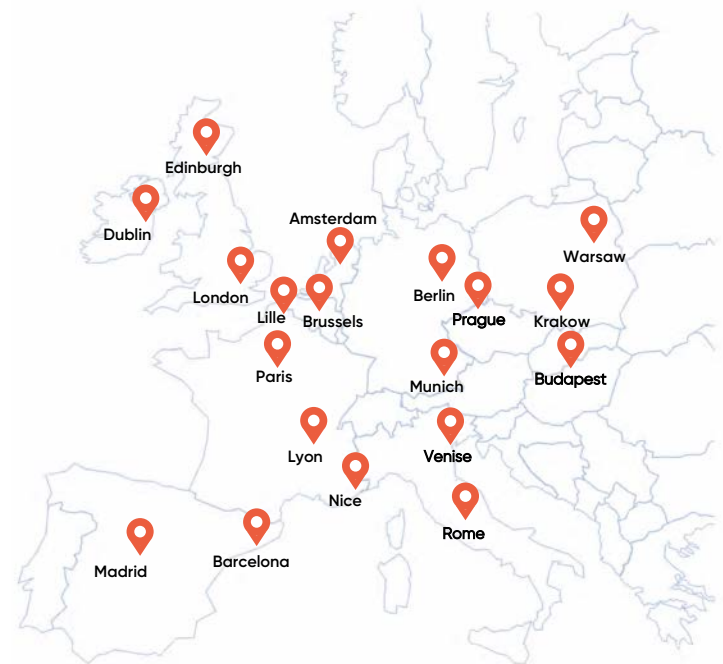 Edinburgh
Amsterdam
Dublin
Warsaw
London
Berlin
Lille
Brussels
Prague
Krakow
Paris
Munich
Budapest
Lyon
Venise
Nice
Rome
Barcelona
Madrid